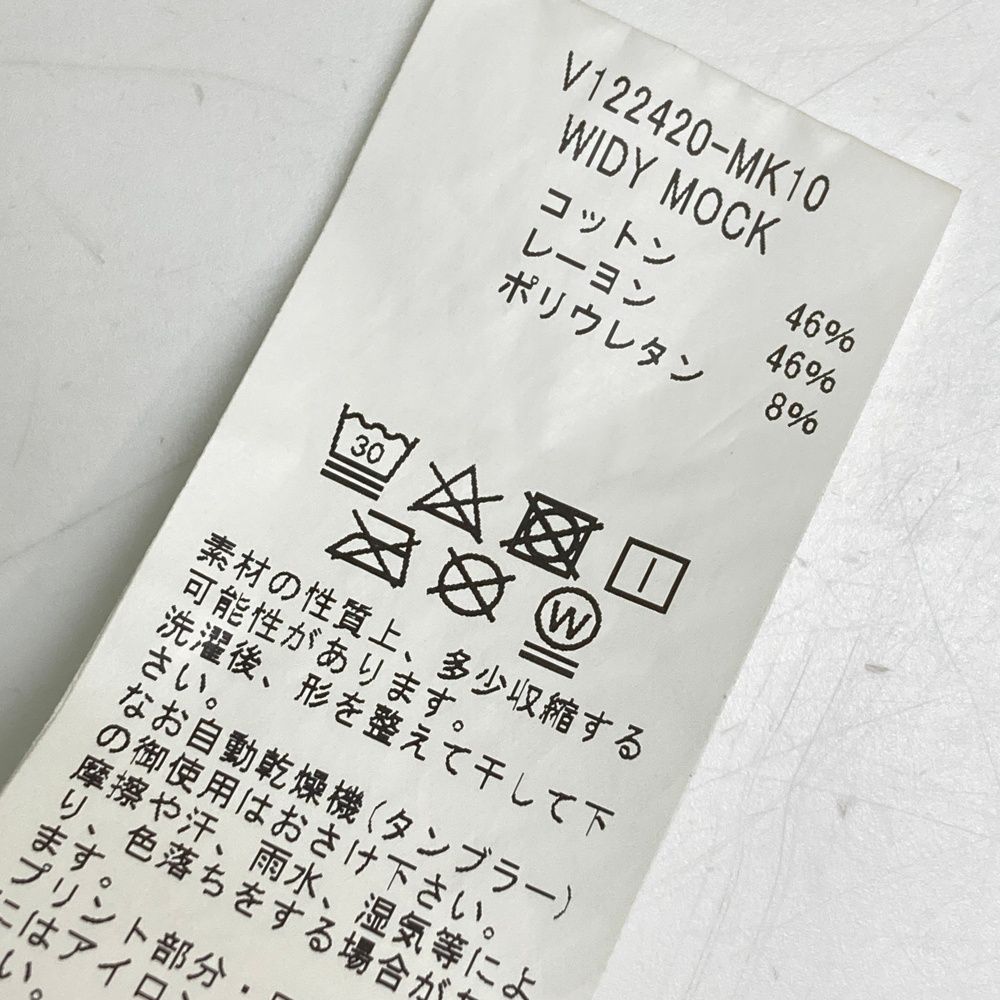 V122420-MK10
WIDY MOCK
コットン 46%
レーヨン 46%
ポリウレタン 8%
30
W
素材の性質上、多少収縮する
可能性があります。
洗濯後、形を整えて干して下
さい。
なお自動乾燥機(タンブラー)
の御使用はおさけ下さい。
摩擦や汗、雨水、湿気等によ
り、色落ちをする場合が
ます。
プリント部分・
にはアイロン
い。